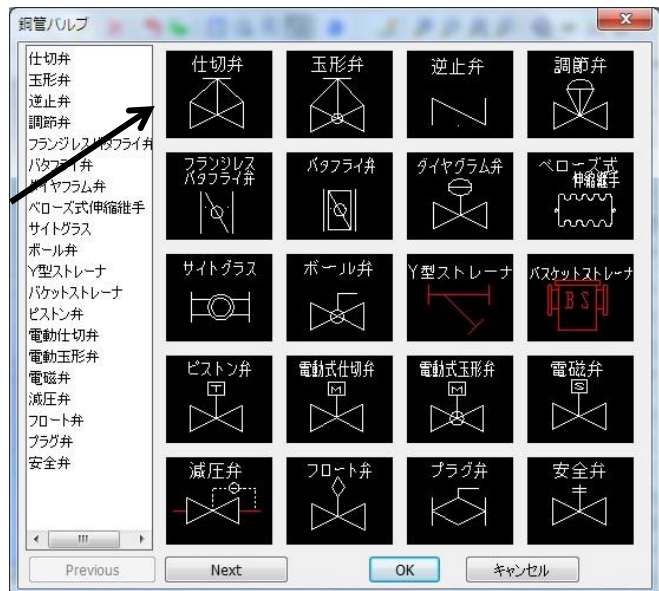 鋼管バルブ
仕切弁
玉形弁
逆止弁
調節弁
フランジレスバタフライ弁
バタフライ弁
ダイヤフラム弁
ベローズ式伸縮継手
サイトグラス
ボール弁
Y型ストレーナ
バケットストレーナ
ピストン弁
電動仕切弁
電動玉形弁
電磁弁
減圧弁
フロート弁
プラグ弁
安全弁
仕切弁
玉形弁
逆止弁
調節弁
フランジレス
バタフライ弁
バタフライ弁
ダイヤグラム弁
ベローズ式
伸縮継手
サイトグラス
ボール弁
Y型ストレーナ
バスケットストレーナ
B S
ピストン弁
T
電動式仕切弁
M
電動式玉形弁
M
電磁弁
S
減圧弁
フロート弁
プラグ弁
安全弁
Previous
Next
OK
キャンセル